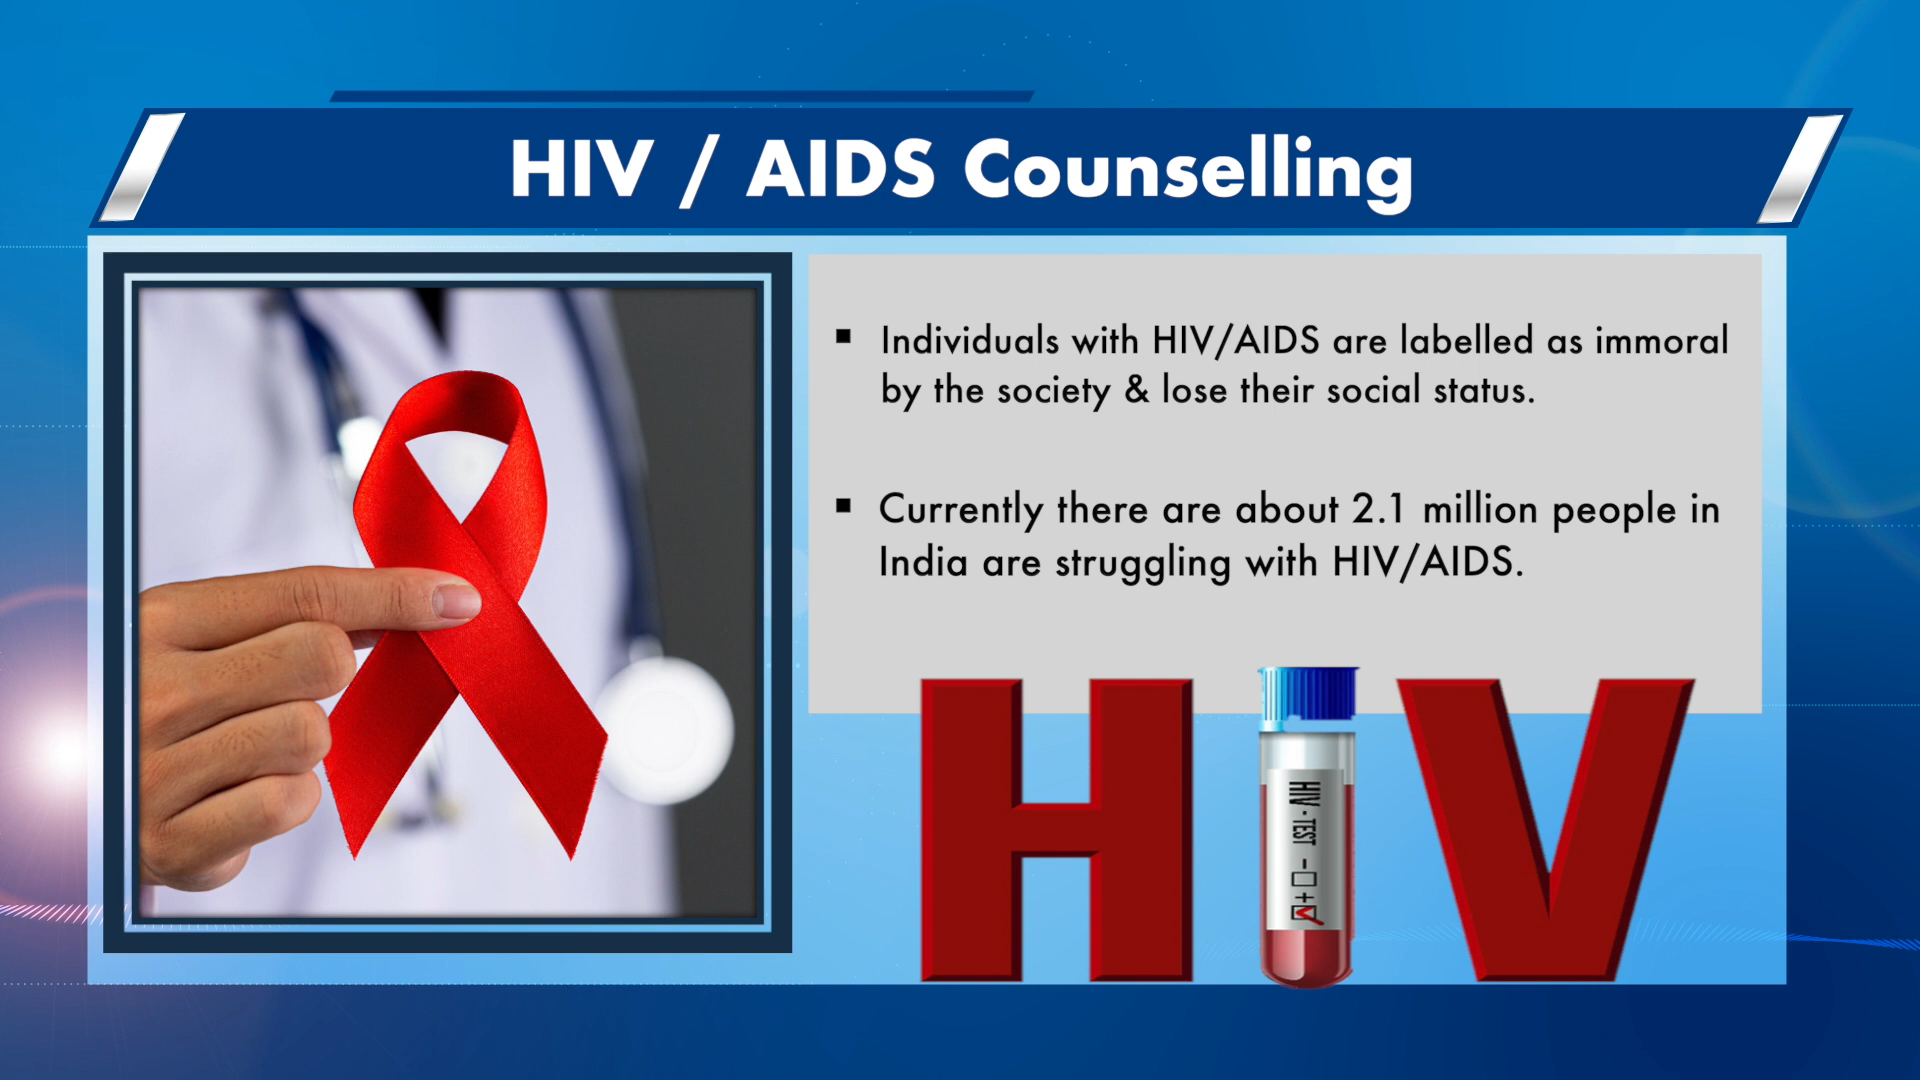 HIV / AIDS Counselling
▪ Individuals with HIV/AIDS are labelled as immoral
by the society & lose their social status.
▪ Currently there are about 2.1 million people in
India are struggling with HIV/AIDS.
HIV
HIV - TEST - □ + ☑